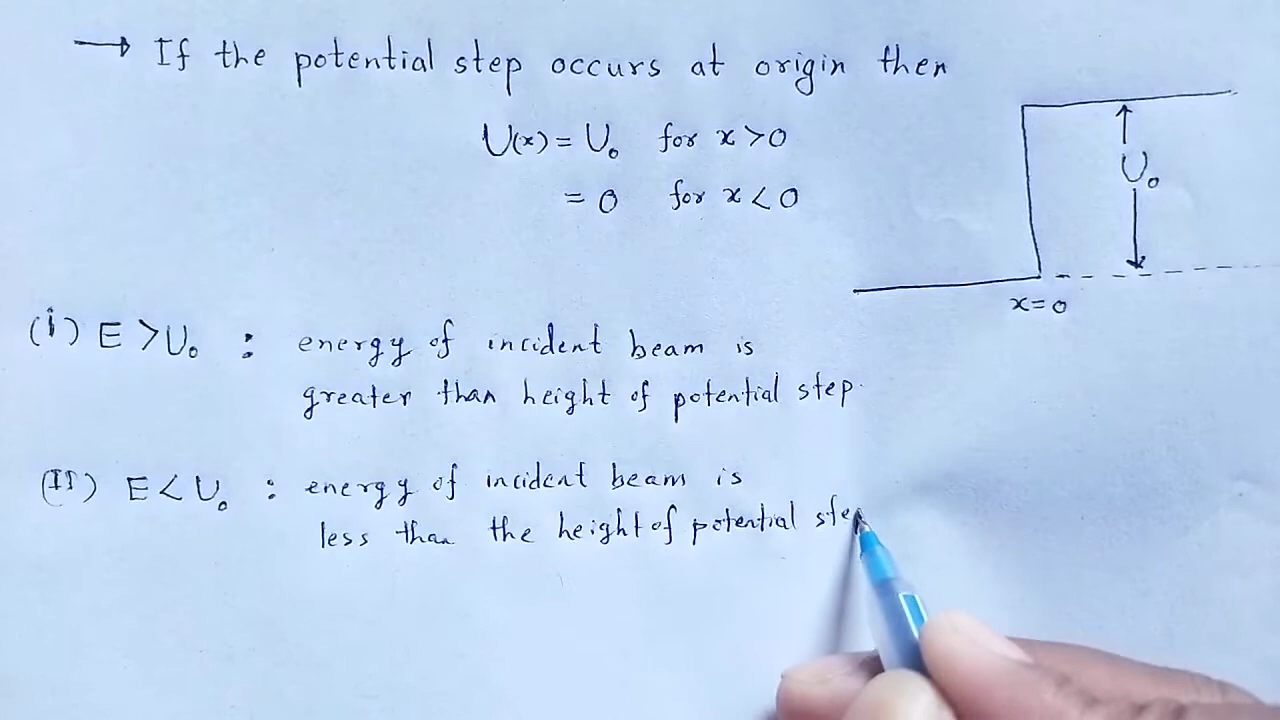 → If the potential step occurs at origin then
U(x) = U₀ for x > 0
= 0 for x < 0
U₀
x = 0
(i) E > U₀ : energy of incident beam is
greater than height of potential step.
(II) E < U₀ : energy of incident beam is
less than the height of potential step